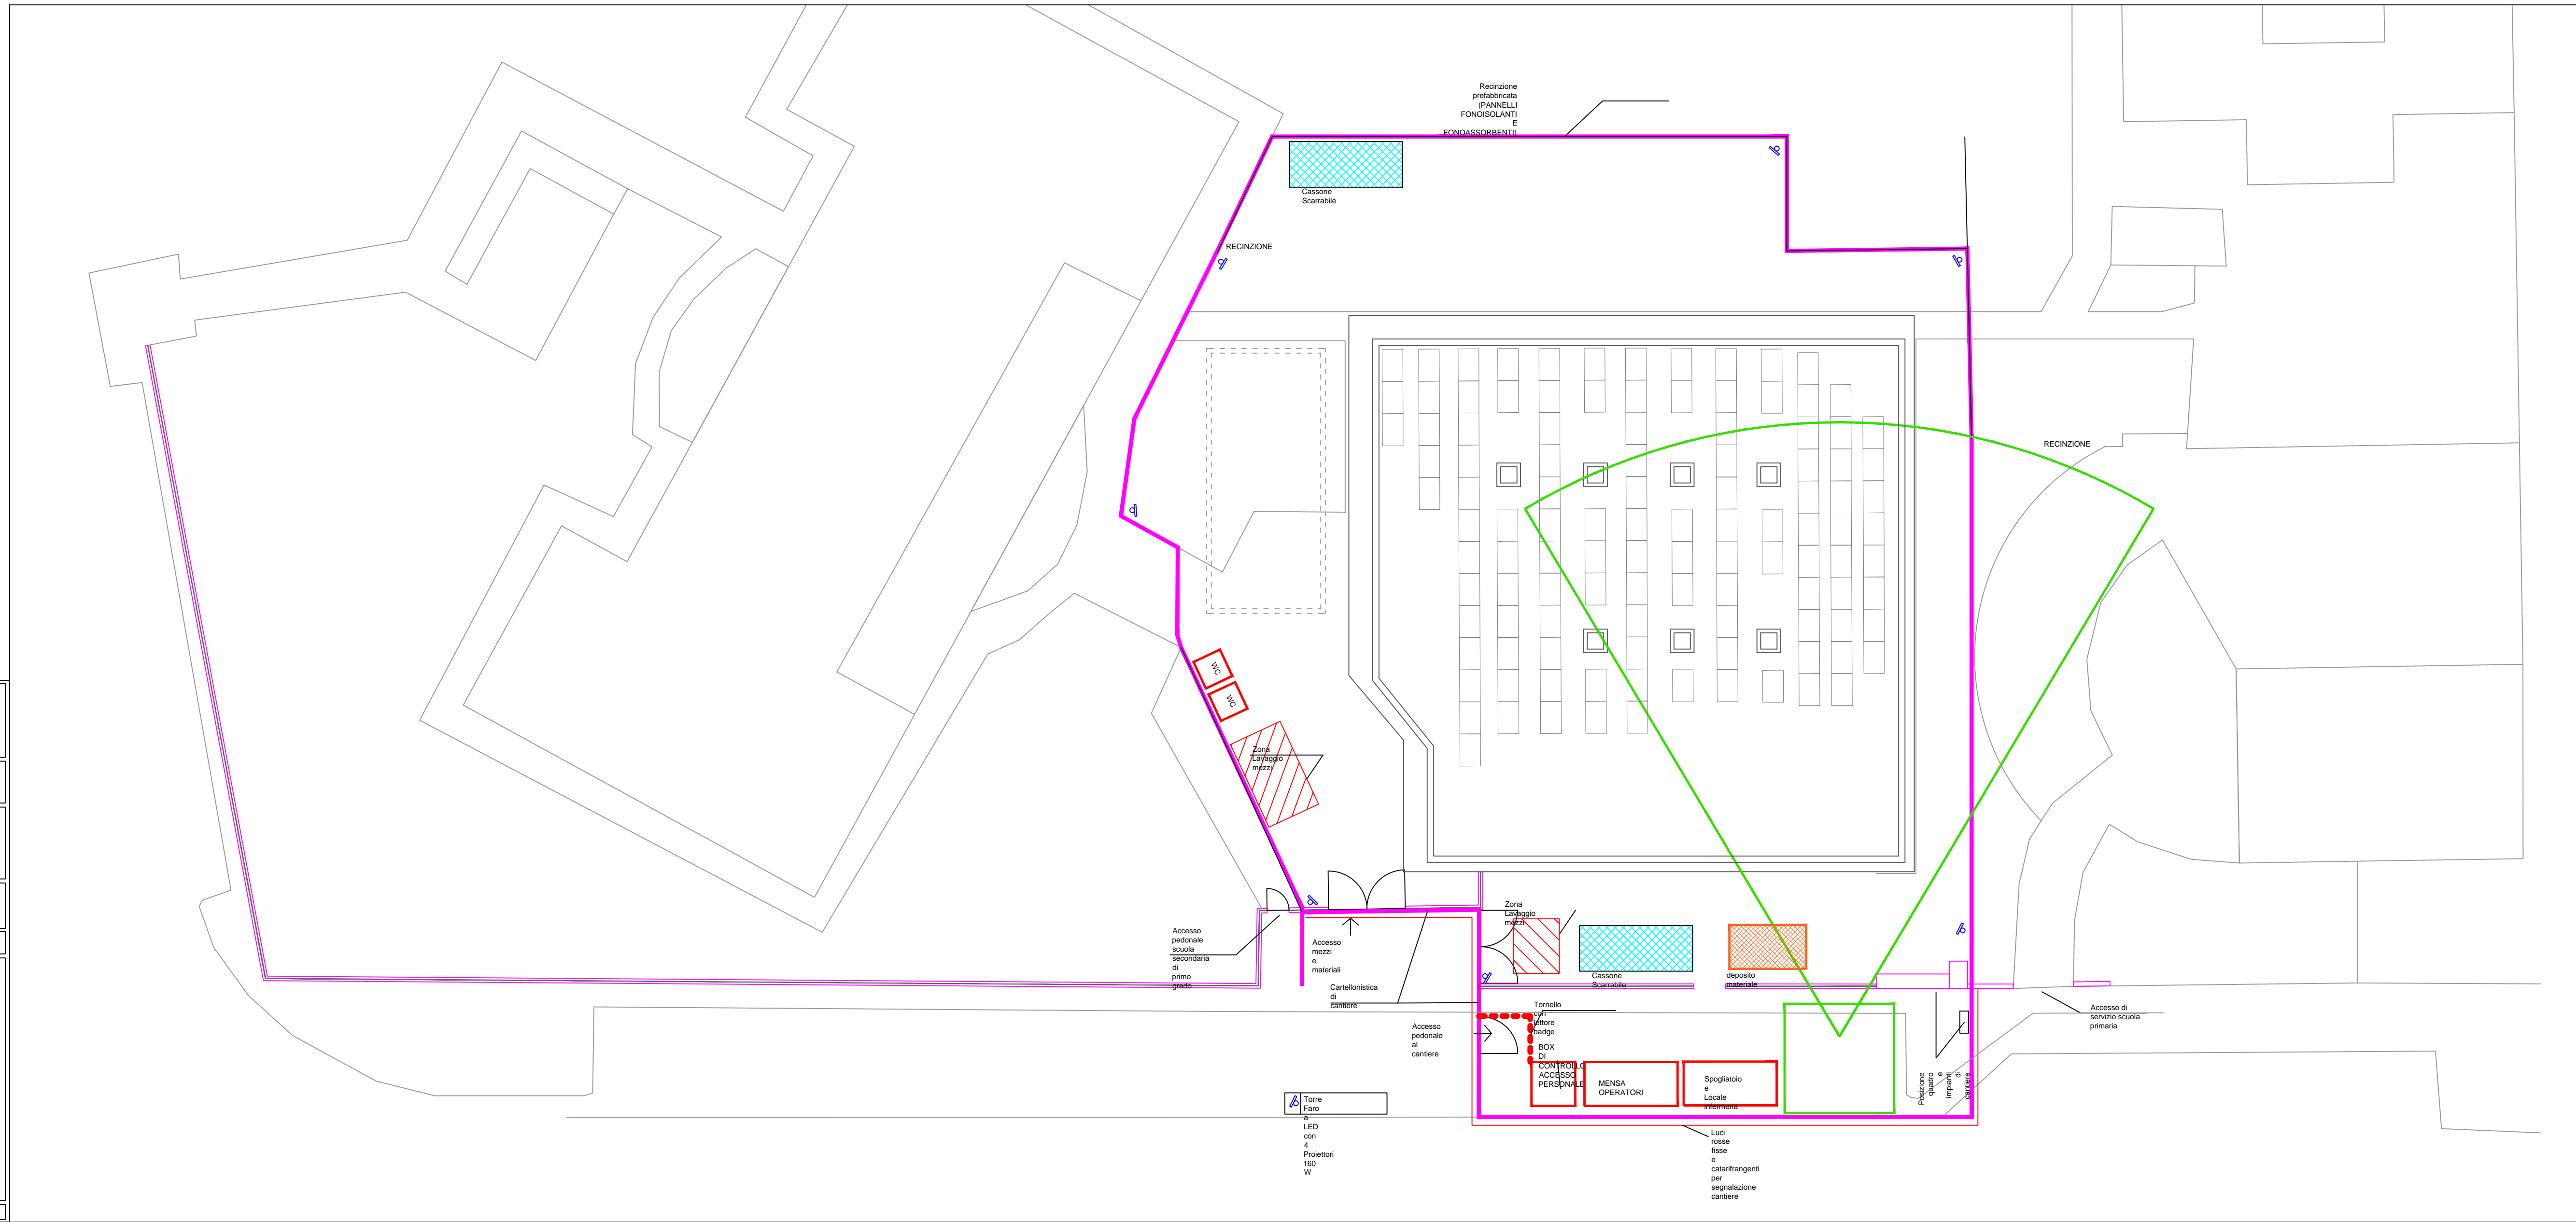 Recinzione
prefabbricata
(PANNELLI
FONOISOLANTI
E
FONOASSORBENTI)
Cassone
Scarrabile
RECINZIONE
RECINZIONE
WC
WC
Zona
Lavaggio
mezzi
Accesso
pedonale
scuola
secondaria
di
primo
grado
Accesso
mezzi
e
materiali
Cartellonistica
di
cantiere
Zona
Lavaggio
mezzi
Cassone
Scarrabile
deposito
materiale
Accesso
pedonale
al
cantiere
Tornello
con
lettore
badge
BOX
DI
CONTROLLO
ACCESSO
PERSONALE
MENSA
OPERATORI
Spogliatoio
e
Locale
Infermeria
Posizione
quadro
e
impianti
di
cantiere
Accesso di
servizio scuola
primaria
Torre
Faro
a
LED
con
4
Proiettori
160
W
Luci
rosse
fisse
e
catarifrangenti
per
segnalazione
cantiere